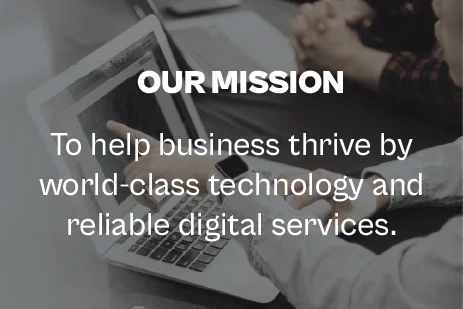 OUR MISSION
To help business thrive by
world-class technology and
reliable digital services.